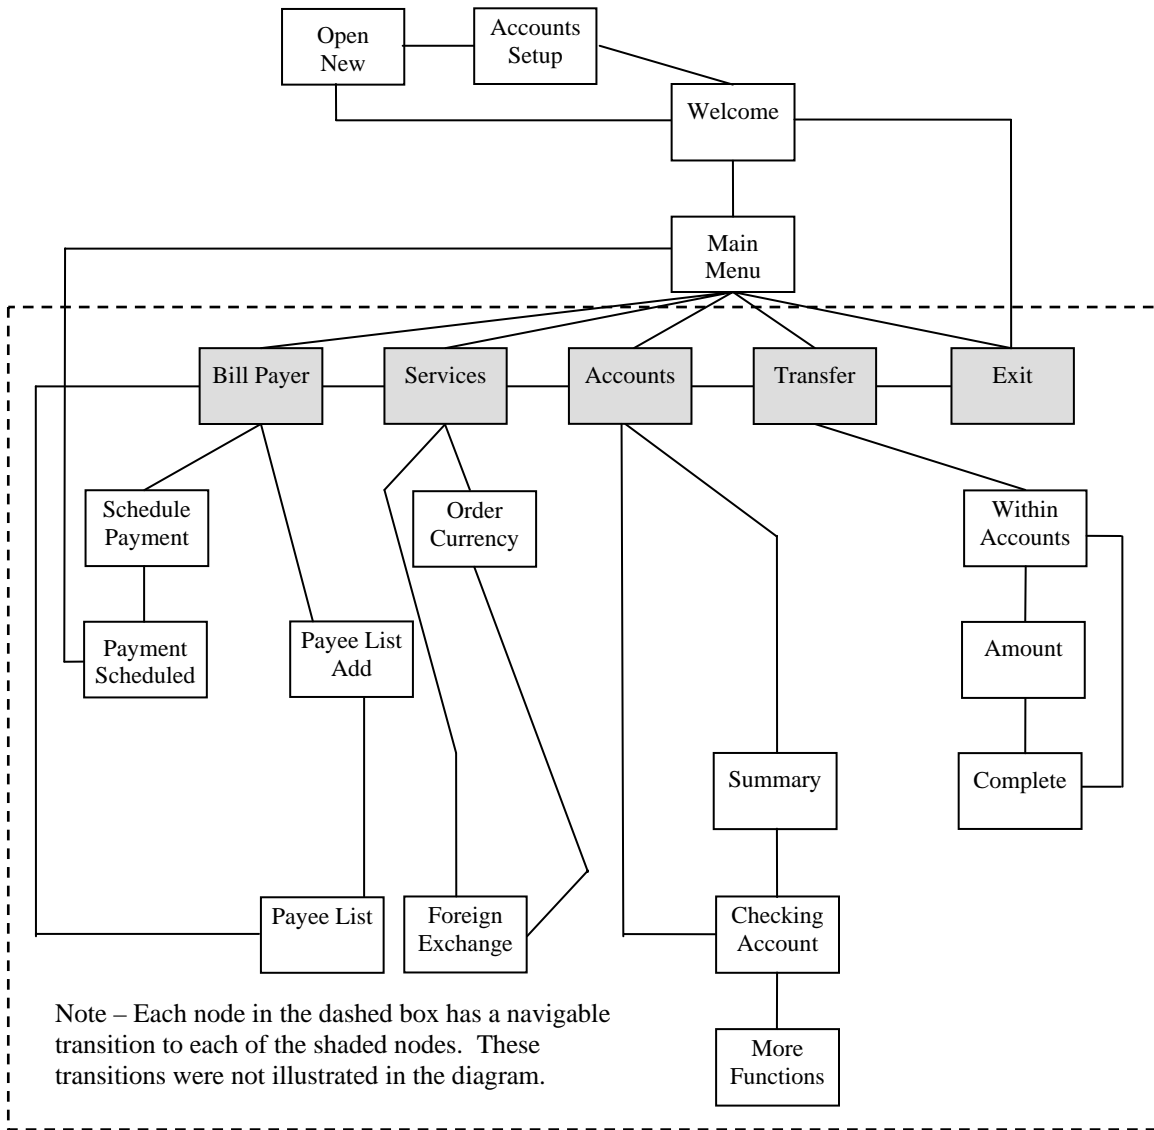 Open
New
Accounts
Setup
Welcome
Main
Menu
Bill Payer
Services
Accounts
Transfer
Exit
Schedule
Payment
Order
Currency
Within
Accounts
Payment
Scheduled
Payee List
Add
Amount
Summary
Complete
Payee List
Foreign
Exchange
Checking
Account
Note – Each node in the dashed box has a navigable
transition to each of the shaded nodes.  These
transitions were not illustrated in the diagram.
More
Functions